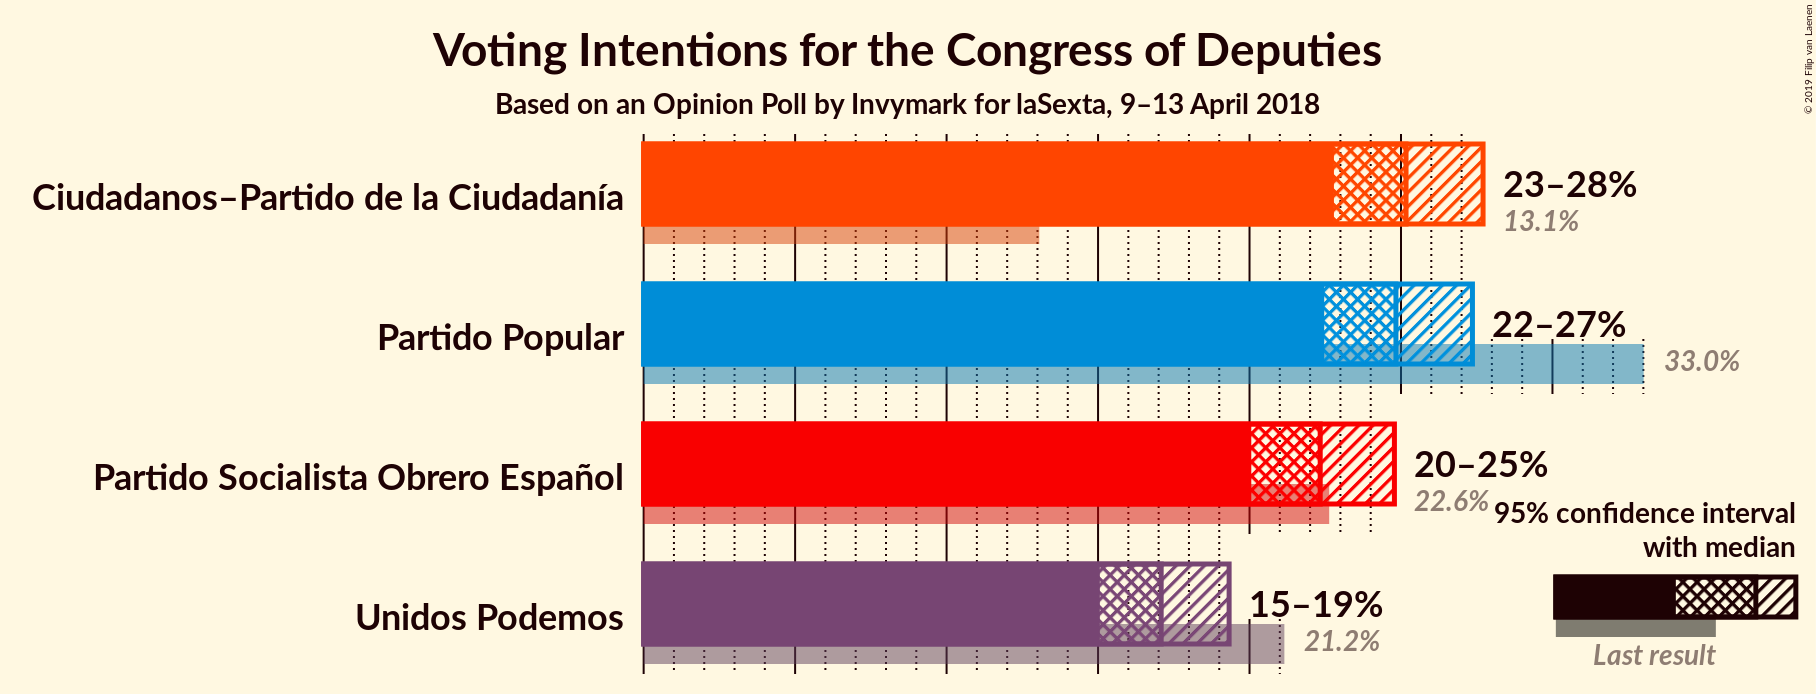 Voting Intentions for the Congress of Deputies
Based on an Opinion Poll by Invymark for laSexta, 9–13 April 2018
© 2019 Filip van Laenen
Ciudadanos–Partido de la Ciudadanía
23–28%
13.1%
Partido Popular
22–27%
33.0%
Partido Socialista Obrero Español
20–25%
22.6%
95% confidence interval
with median
Last result
Unidos Podemos
15–19%
21.2%